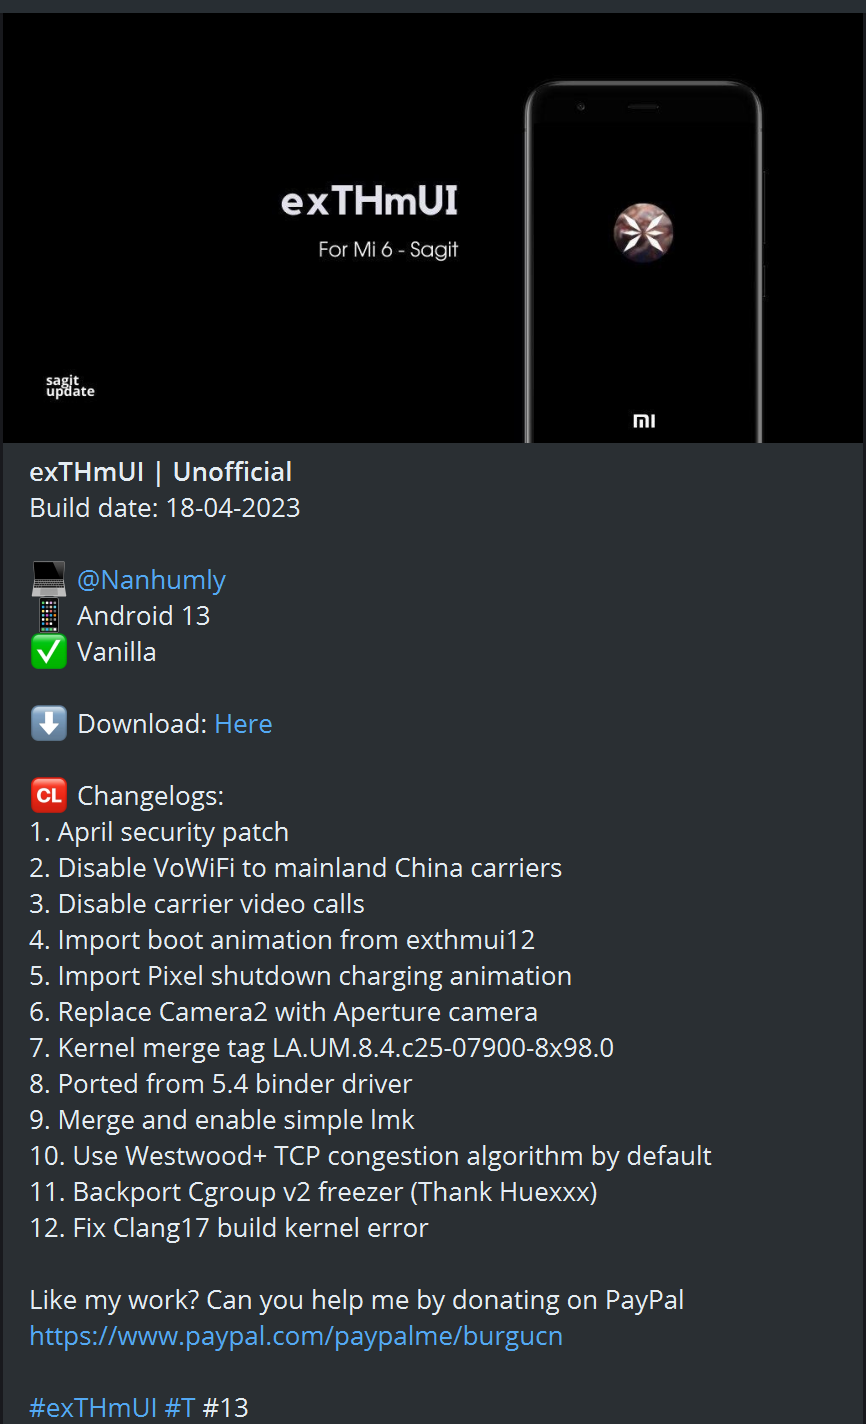 exTHmUI
For Mi 6 - Sagit
sagit
update
exTHmUI | Unofficial
Build date: 18-04-2023
@Nanhumly
Android 13
Vanilla
Download: Here
CL Changelogs:
1. April security patch
2. Disable VoWiFi to mainland China carriers
3. Disable carrier video calls
4. Import boot animation from exthmui12
5. Import Pixel shutdown charging animation
6. Replace Camera2 with Aperture camera
7. Kernel merge tag LA.UM.8.4.c25-07900-8x98.0
8. Ported from 5.4 binder driver
9. Merge and enable simple lmk
10. Use Westwood+ TCP congestion algorithm by default
11. Backport Cgroup v2 freezer (Thank Huexxx)
12. Fix Clang17 build kernel error
Like my work? Can you help me by donating on PayPal
https://www.paypal.com/paypalme/burgucn
#exTHmUI #T #13